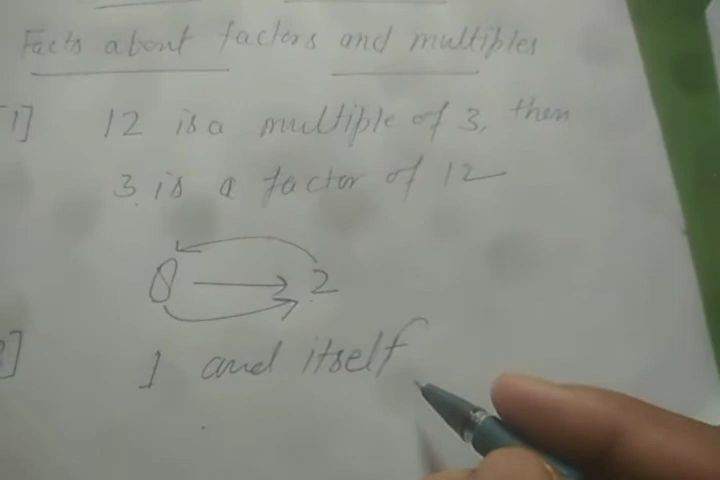 Facts about factors and multiples
1] 12 is a multiple of 3, then
3 is a factor of 12
8 → 2
] 1 and itself